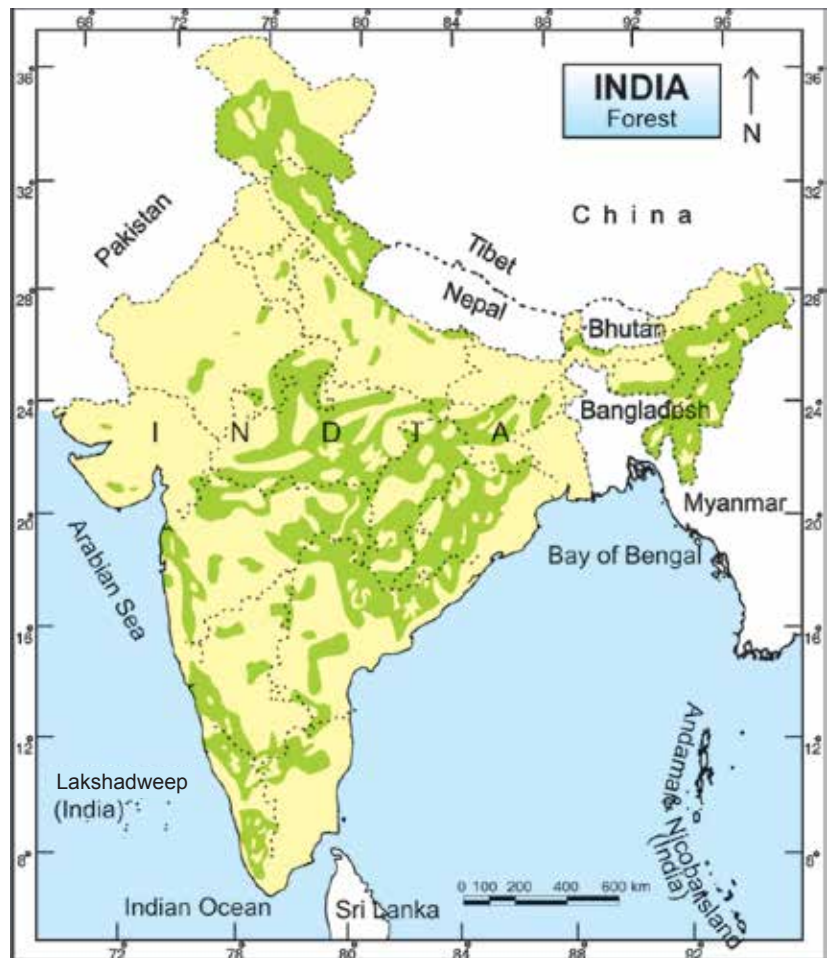 68° 72° 76° 80° 84° 88° 92° 96°
INDIA
Forest
N
36°
32°
28°
24°
20°
16°
12°
8°
Pakistan
China
Tibet
Nepal
Bhutan
Bangladesh
INDIA
Myanmar
Arabian Sea
Bay of Bengal
Lakshadweep
(India)
Andaman & Nicobar Island
(India)
0 100 200 400 600 km
Indian Ocean
Sri Lanka
36°
32°
28°
24°
20°
16°
12°
8°
72° 78° 80° 84° 88° 92°